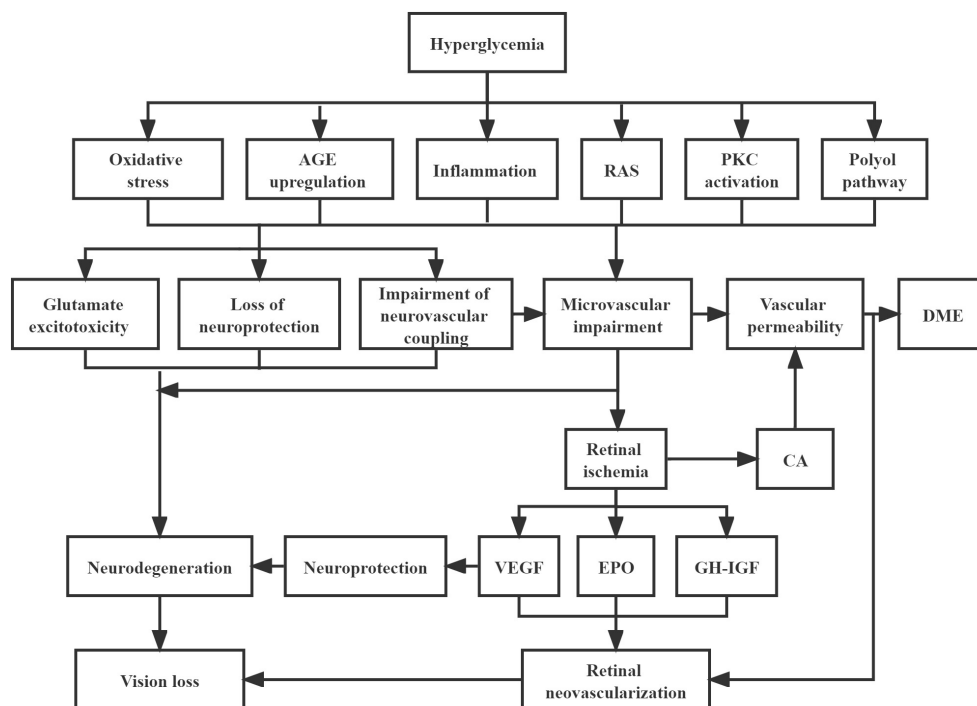 Hyperglycemia
Oxidative
stress
AGE
upregulation
Inflammation
RAS
PKC
activation
Polyol
pathway
Glutamate
excitotoxicity
Loss of
neuroprotection
Impairment of
neurovascular
coupling
Microvascular
impairment
Vascular
permeability
DME
Retinal
ischemia
CA
Neurodegeneration
Neuroprotection
VEGF
EPO
GH-IGF
Vision loss
Retinal
neovascularization